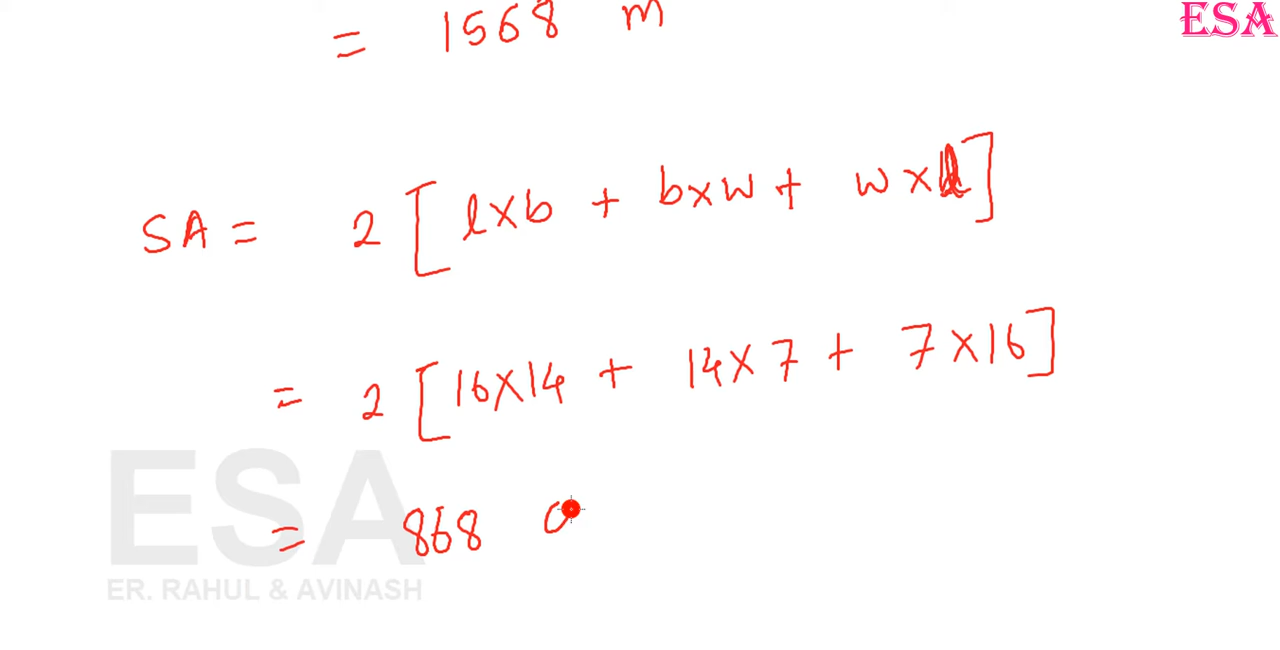 ESA
= 1568 m
SA = 2 [ l×b + b×w + w×l ]
= 2 [ 16×14 + 14×7 + 7×16 ]
= 868
ESA
ER. RAHUL & AVINASH